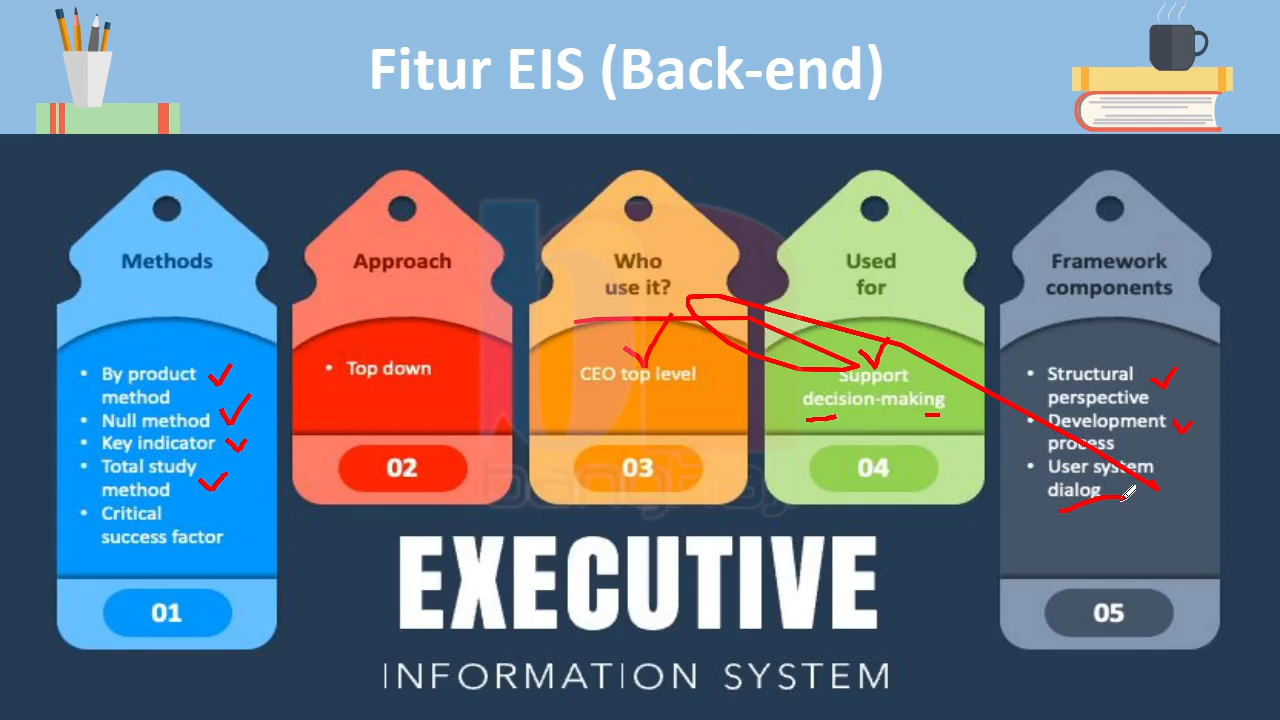 Fitur EIS (Back-end)
Methods
• By product
method
• Null method
• Key indicator
• Total study
method
• Critical
success factor
01
Approach
• Top down
02
Who
use it?
CEO top level
03
Used
for
Support
decision-making
04
Framework
components
• Structural
perspective
• Development
process
• User system
dialog
05
EXECUTIVE
INFORMATION SYSTEM